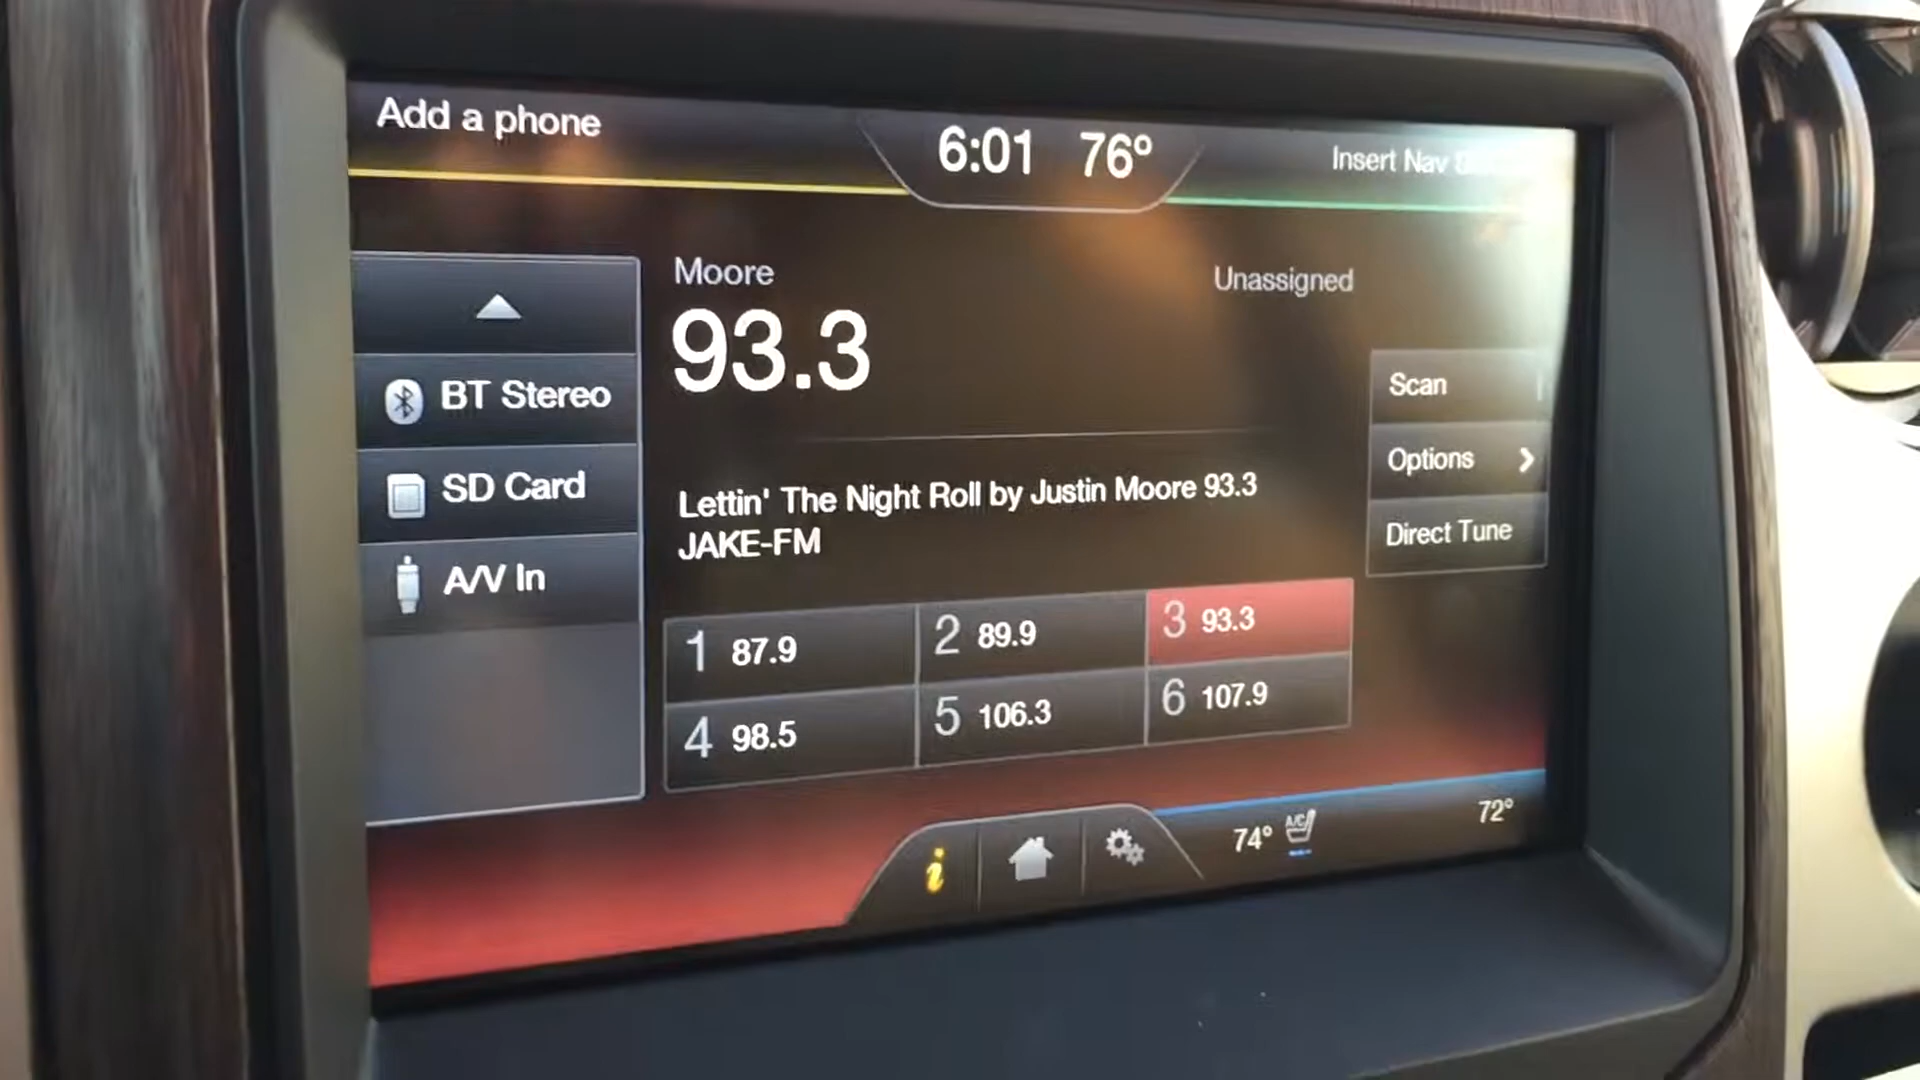 Add a phone
6:01 76°
Insert Nav
Moore
Unassigned
93.3
BT Stereo
SD Card
A/V In
Scan
Options
Direct Tune
Lettin' The Night Roll by Justin Moore 93.3
JAKE-FM
1 87.9
2 89.9
3 93.3
4 98.5
5 106.3
6 107.9
i
74°
A/C
72°